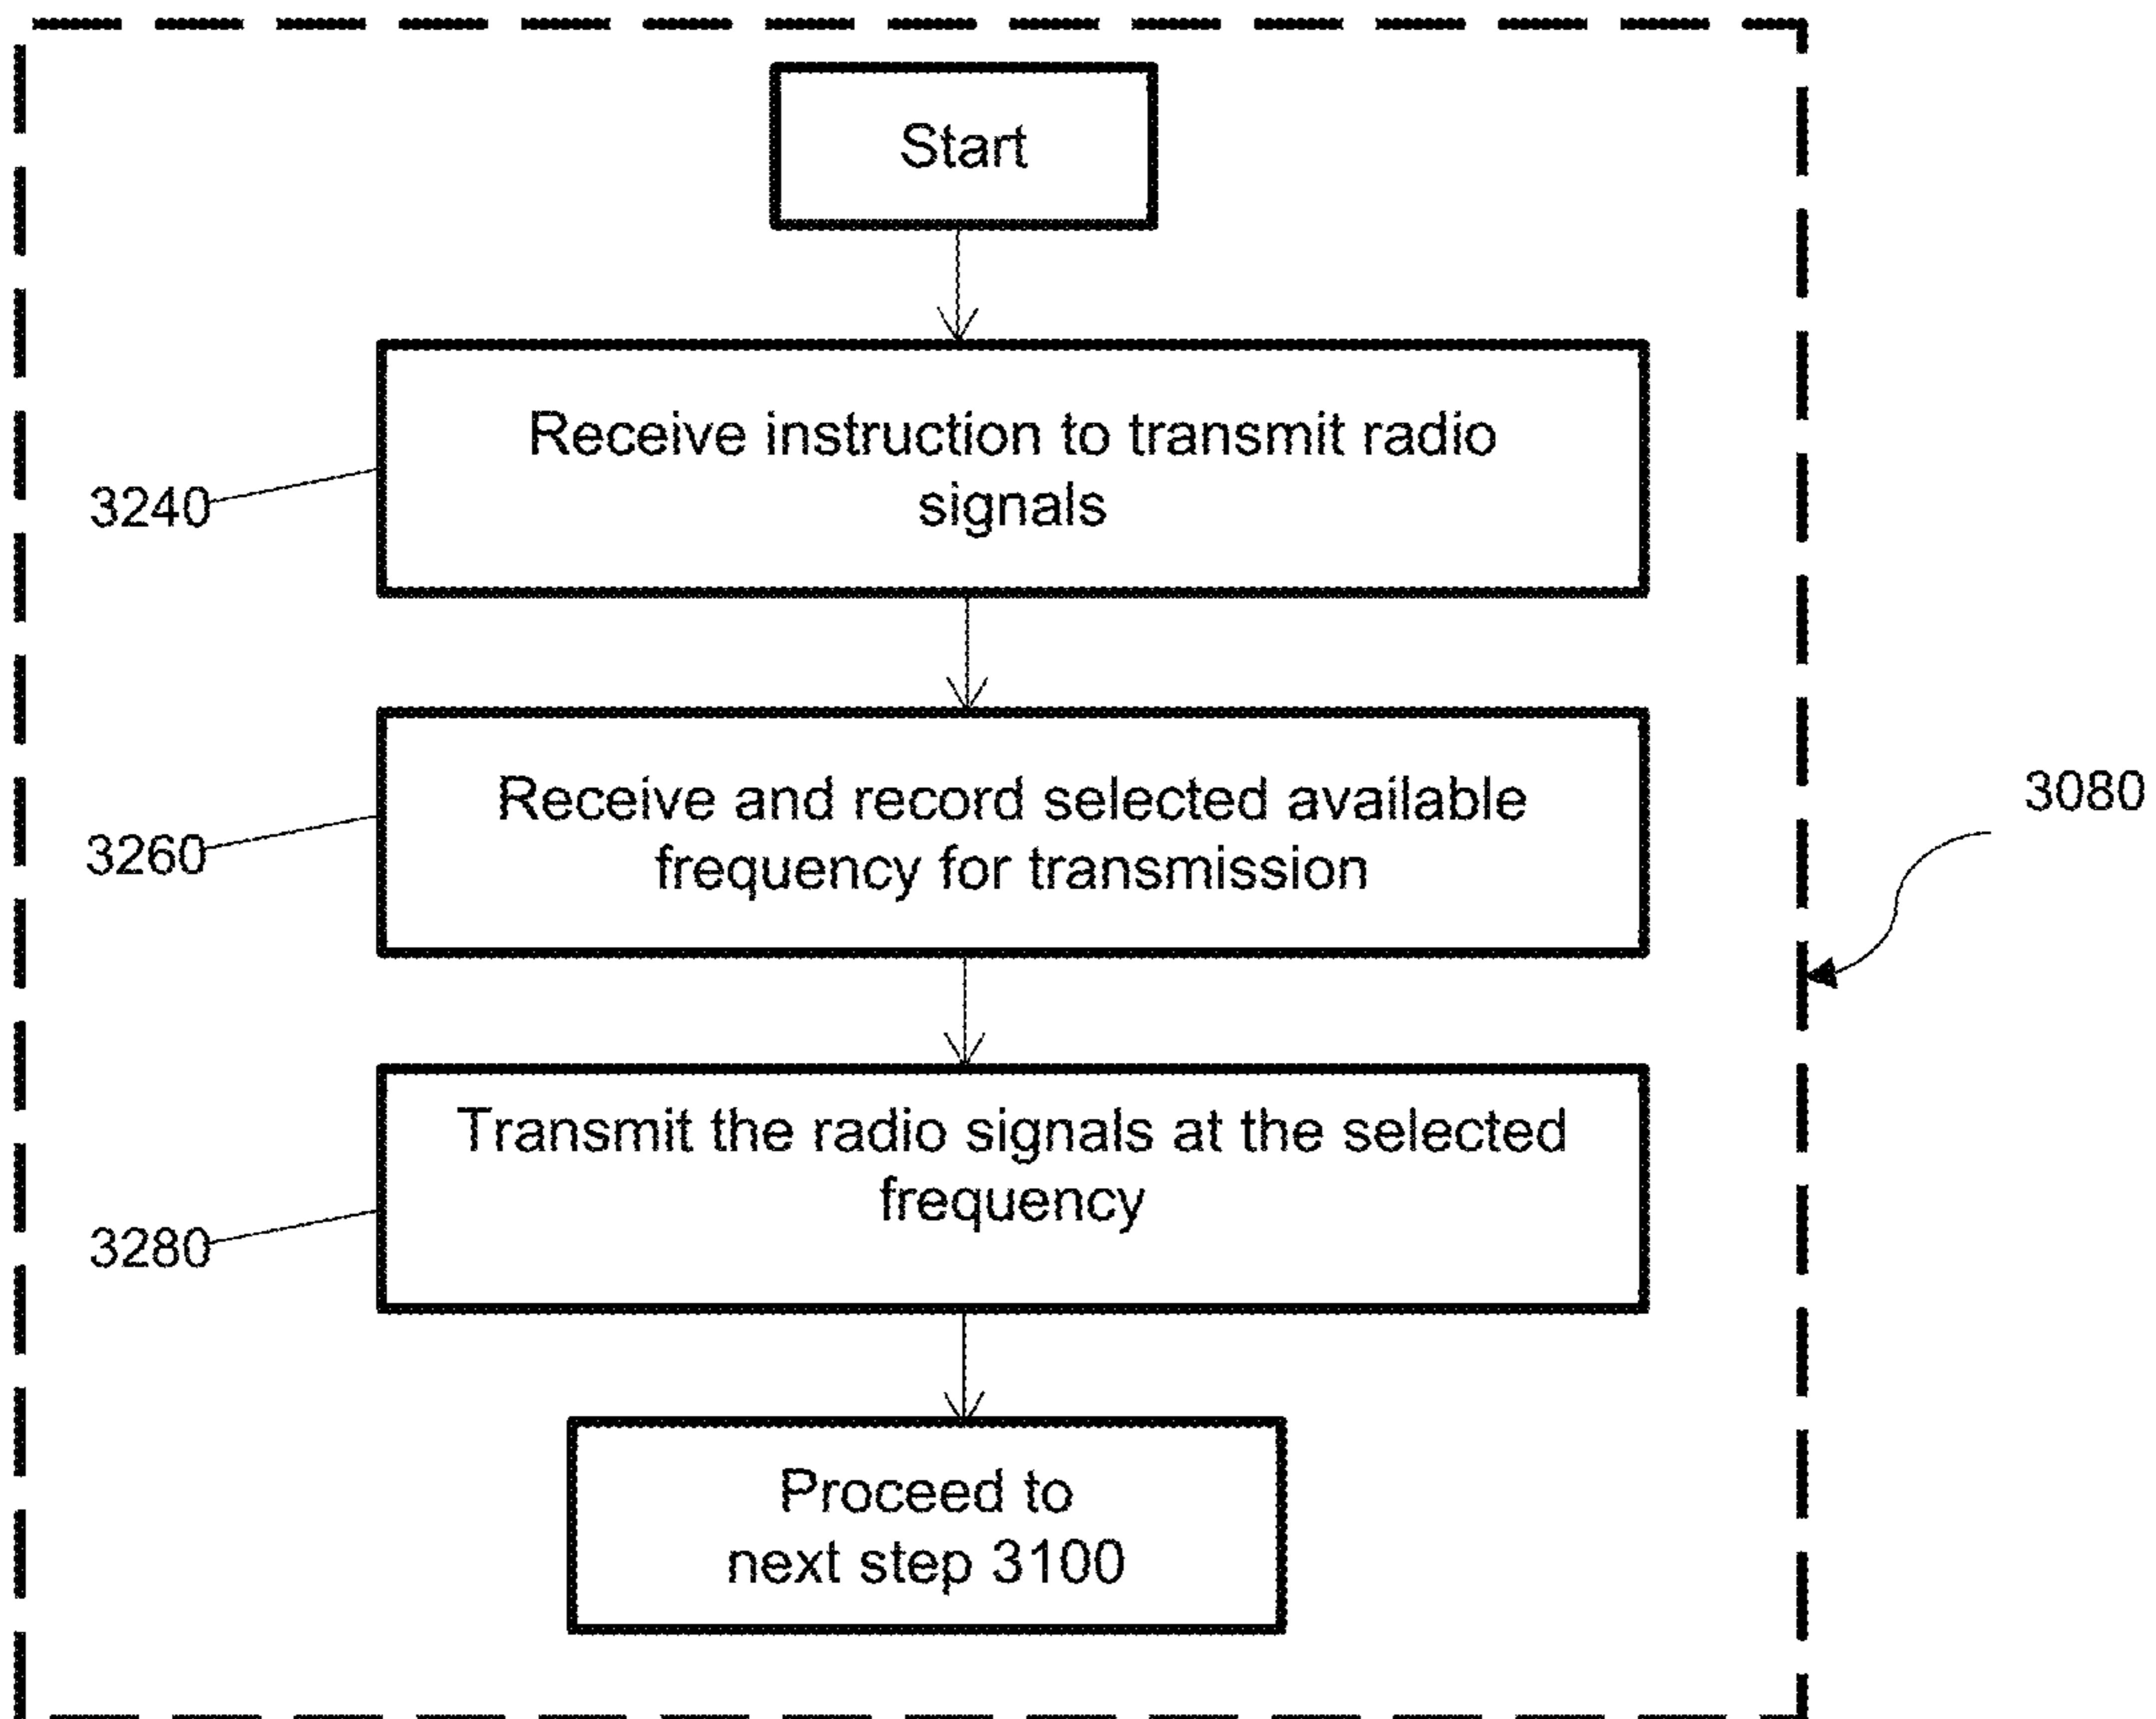 Start
Receive instruction to transmit radio
signals
3240
Receive and record selected available
frequency for transmission
3260
3080
Transmit the radio signals at the selected
frequency
3280
Proceed to
next step 3100